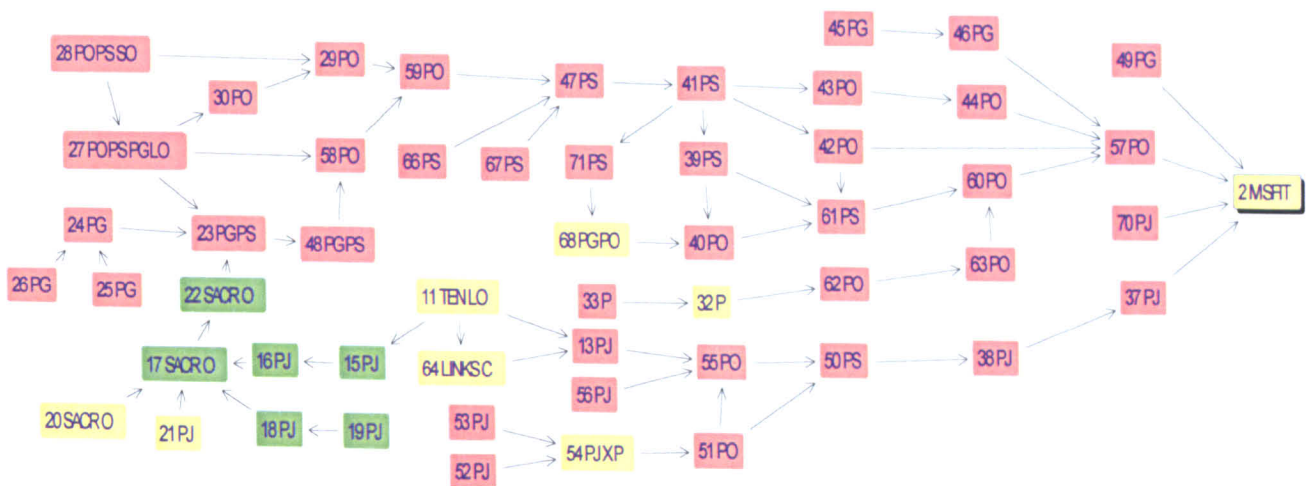 45 PG
46 PG
28 POPSSO
29 PO
59 PO
49 PG
47 PS
41 PS
43 PO
30 PO
44 PO
27 POPSPGLO
58 PO
66 PS
67 PS
71 PS
39 PS
42 PO
57 PO
60 PO
2 MSFIT
24 PG
23 PGPS
48 PGPS
68 PGPO
40 PO
61 PS
70 PJ
26 PG
25 PG
22 SACRO
11 TENLO
33 P
32 P
62 PO
63 PO
37 PJ
17 SACRO
16 PJ
15 PJ
64 LINKSC
13 PJ
55 PO
50 PS
38 PJ
56 PJ
20 SACRO
21 PJ
18 PJ
19 PJ
53 PJ
54 PJXP
51 PO
52 PJ